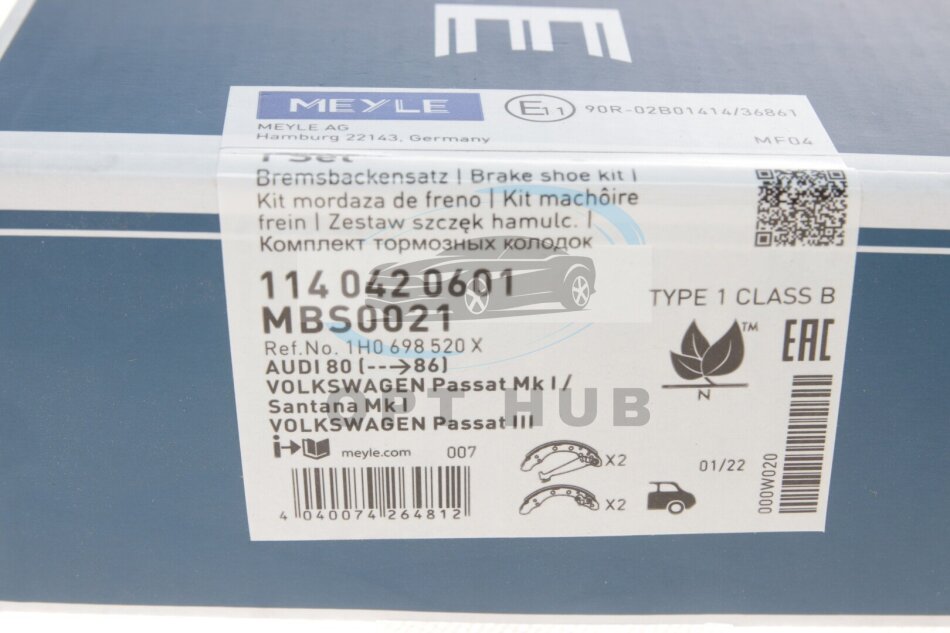 MEYLE
E11
90R-02B01414/36861
MEYLE AG
Hamburg 22143, Germany
MF04
1 Set
Bremsbackensatz | Brake shoe kit |
Kit mordaza de freno | Kit machôire
frein | Zestaw szczęk hamulc. |
Комплект тормозных колодок
114 042 0601
MBS0021
TYPE 1 CLASS B
Ref.No. 1H0 698 520 X
AUDI 80 (--->86)
VOLKSWAGEN Passat Mk I /
Santana Mk I
VOLKSWAGEN Passat III
OPT HUB
TM
EAC
N
meyle.com
007
X2
X2
01/22
000W020
4 040074 264812